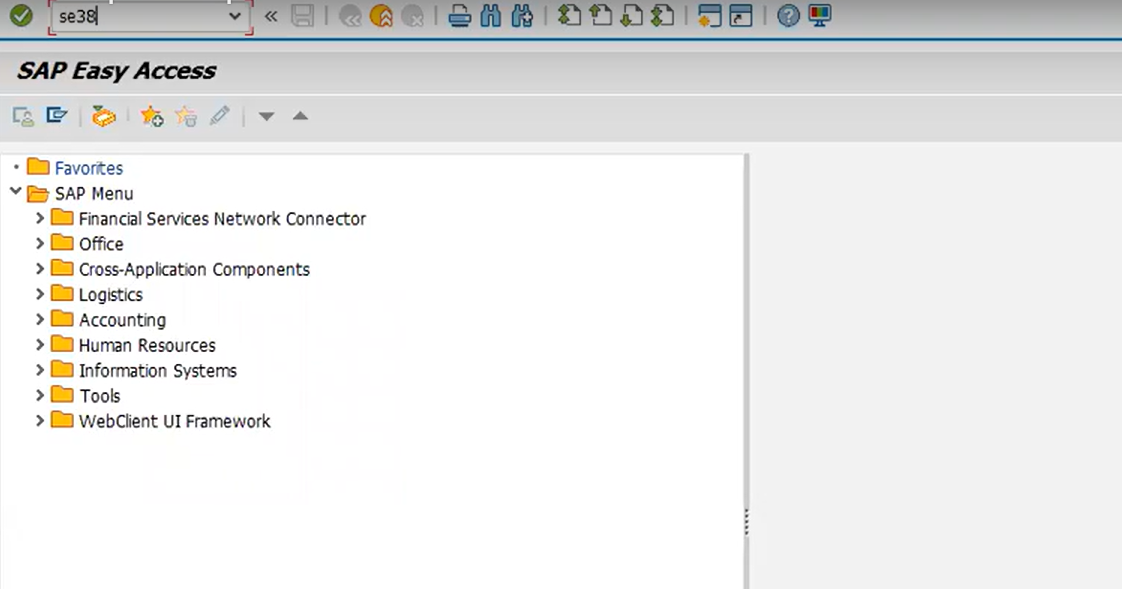 se38
SAP Easy Access
Favorites
SAP Menu
Financial Services Network Connector
Office
Cross-Application Components
Logistics
Accounting
Human Resources
Information Systems
Tools
WebClient UI Framework